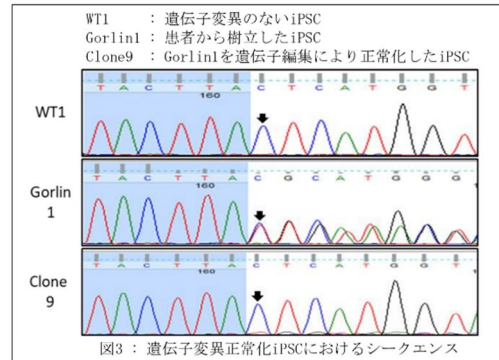 WT1 : 遺伝子変異のないiPSC
Gorlin1 : 患者から樹立したiPSC
Clone9 : Gorlin1を遺伝子編集により正常化したiPSC
WT1
T A C T T A C T C A T G G T
160
Gorlin
1
T A C T T A C G C A T G G G
160
Clone
9
T A C T T A C T C A T G G T
160
図3 : 遺伝子変異正常化iPSCにおけるシークエンス